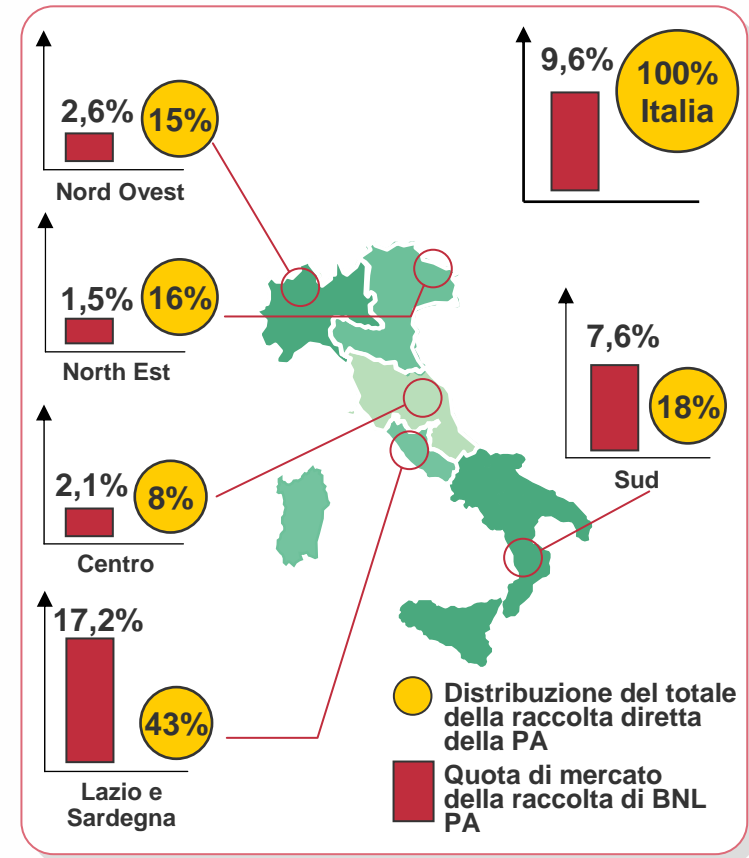 2,6%
15%
Nord Ovest
9,6%
100%
Italia
1,5%
16%
North Est
7,6%
18%
Sud
2,1%
8%
Centro
17,2%
43%
Lazio e
Sardegna
Distribuzione del totale
della raccolta diretta
della PA
Quota di mercato
della raccolta di BNL
PA